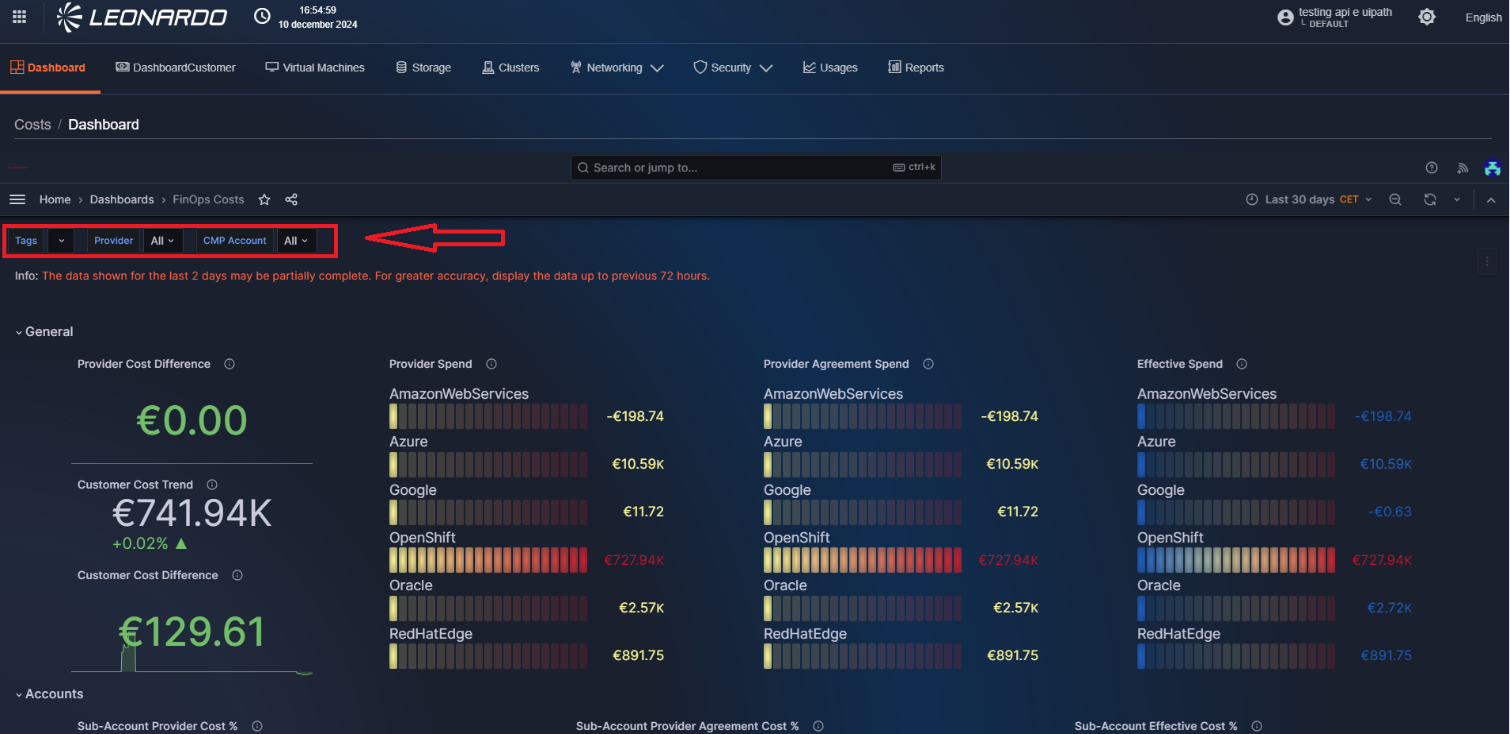 LEONARDO
16:54:59
10 december 2024
testing api e uipath
└ DEFAULT
English
Dashboard DashboardCustomer Virtual Machines Storage Clusters Networking Security Usages Reports
Costs / Dashboard
Search or jump to... ctrl+k
Home › Dashboards › FinOps Costs Last 30 days CET
Tags Provider All CMP Account All
Info: The data shown for the last 2 days may be partially complete. For greater accuracy, display the data up to previous 72 hours.
General
Provider Cost Difference
€0.00
Customer Cost Trend
€741.94K
+0.02%
Customer Cost Difference
€129.61
Provider Spend
AmazonWebServices
-€198.74
Azure
€10.59K
Google
€11.72
OpenShift
€727.94K
Oracle
€2.57K
RedHatEdge
€891.75
Provider Agreement Spend
AmazonWebServices
-€198.74
Azure
€10.59K
Google
€11.72
OpenShift
€727.94K
Oracle
€2.57K
RedHatEdge
€891.75
Effective Spend
AmazonWebServices
-€198.74
Azure
€10.59K
Google
-€0.63
OpenShift
€727.94K
Oracle
€2.72K
RedHatEdge
€891.75
Accounts
Sub-Account Provider Cost % Sub-Account Provider Agreement Cost % Sub-Account Effective Cost %